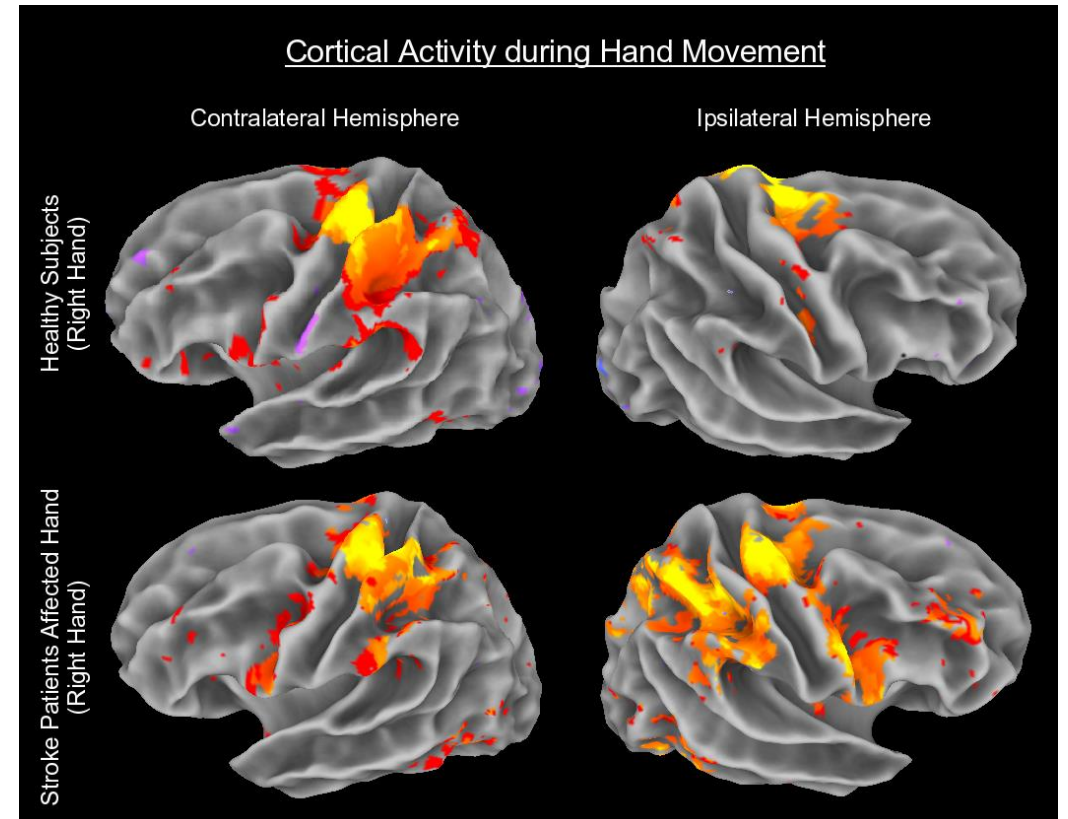 Cortical Activity during Hand Movement
Contralateral Hemisphere
Ipsilateral Hemisphere
Healthy Subjects
(Right Hand)
Stroke Patients Affected Hand
(Right Hand)